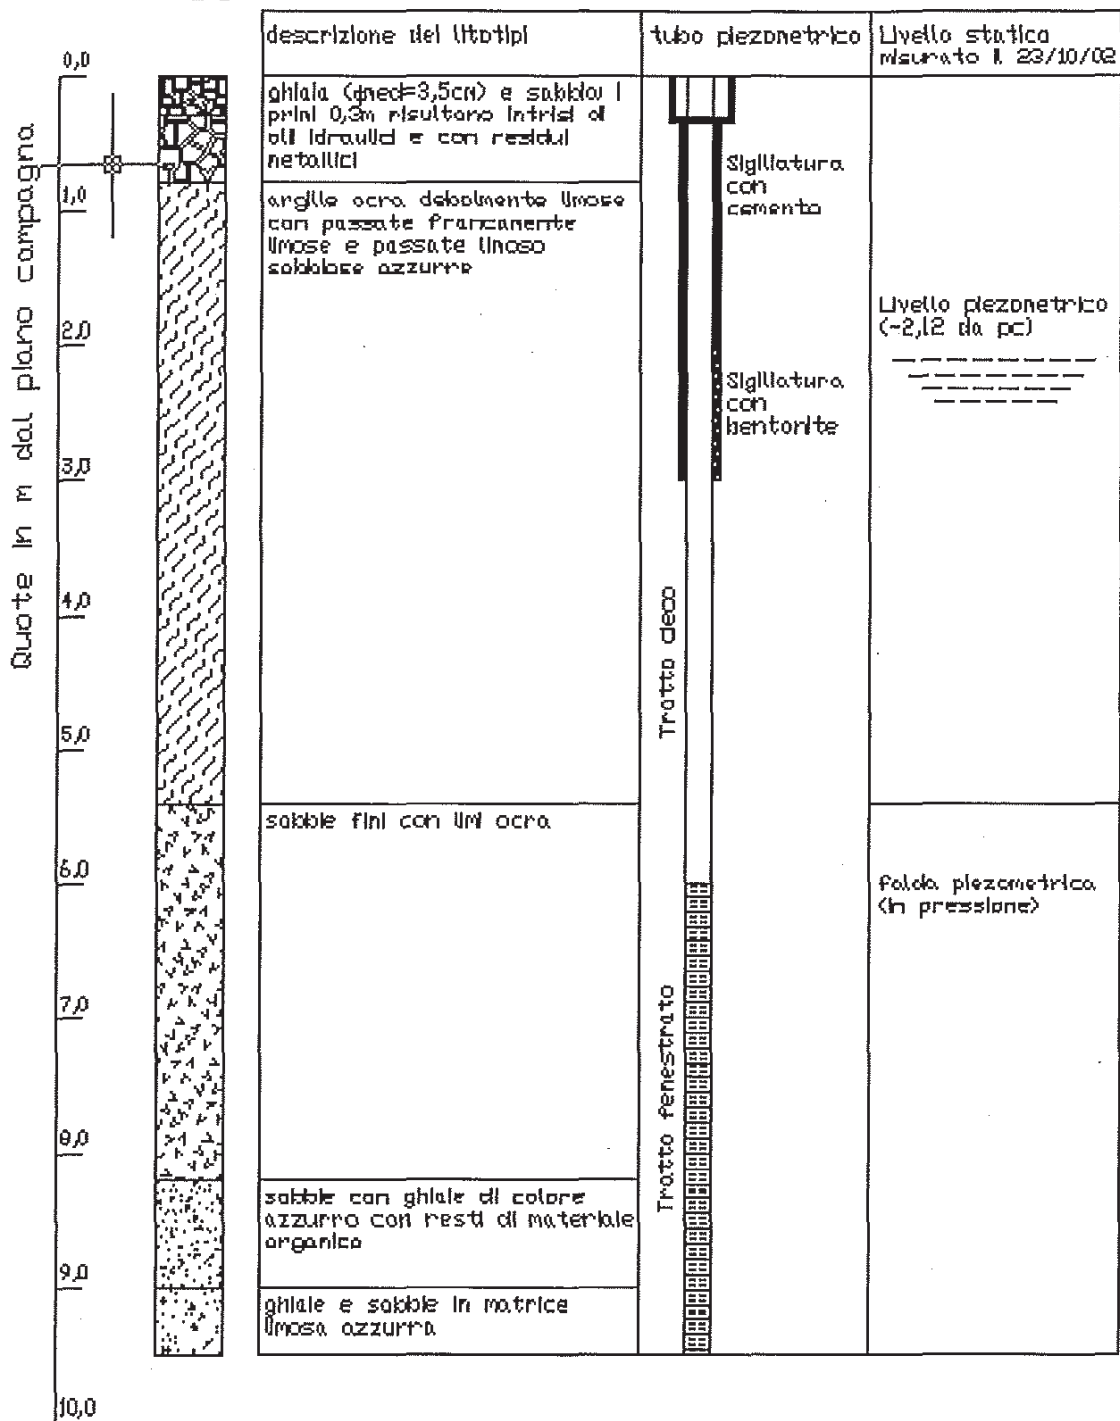 descrizione dei litotipi
tubo piezometrico
Livello statica
misurato il 23/10/02
Quote in m dal piano campagna
0,0
1,0
2,0
3,0
4,0
5,0
6,0
7,0
8,0
9,0
10,0
ghiaia (φmed=3,5cm) e sabbia: i
primi 0,3m risultano intrisi di
oli idraulici e con residui
metallici
argille ocra debolmente limose
con passate francamente
limose e passate limoso
sabbiose azzurre
sabbie fini con limi ocra
sabbie con ghiaie di colore
azzurro con resti di materiale
organico
ghiaie e sabbie in matrice
limosa azzurra
Sigillatura
con
cemento
Sigillatura
con
bentonite
Tratto cieco
Tratto fenestrato
Livello piezometrico
(-2,12 da pc)
falda piezometrica
(in pressione)